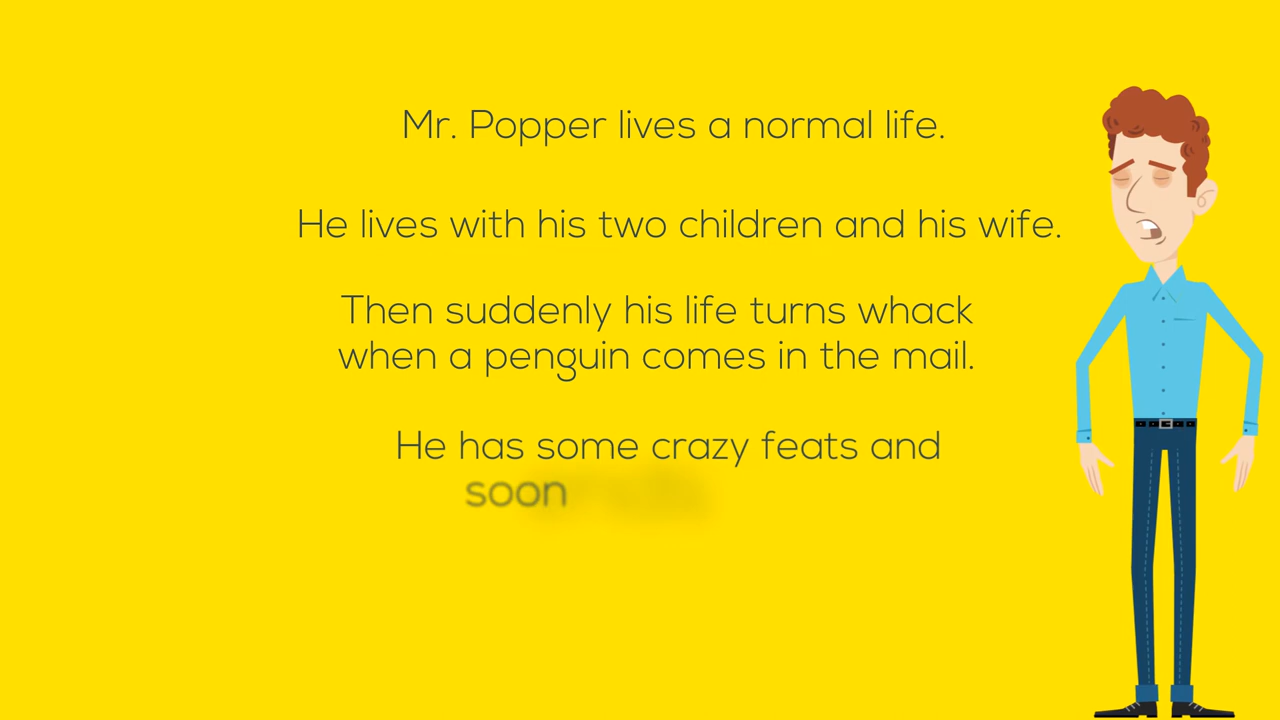 Mr. Popper lives a normal life.
He lives with his two children and his wife.
Then suddenly his life turns whack
when a penguin comes in the mail.
He has some crazy feats and
soon